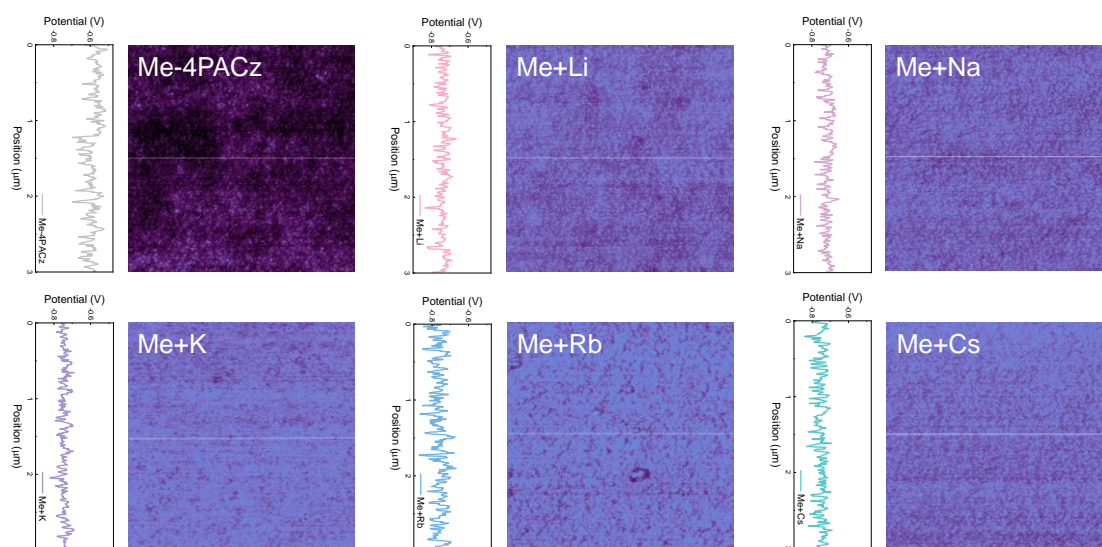 Potential (V)
-0.8
-0.6
0
1
2
3
Position (µm)
Me-4PACz
Me-4PACz
Potential (V)
-0.8
-0.6
0
1
2
3
Position (µm)
Me+Li
Me+Li
Potential (V)
-0.8
-0.6
0
1
2
3
Position (µm)
Me+Na
Me+Na
Potential (V)
-0.8
-0.6
0
1
2
Position (µm)
Me+K
Me+K
Potential (V)
-0.8
-0.6
0
1
2
Position (µm)
Me+Rb
Me+Rb
Potential (V)
-0.8
-0.6
0
1
2
Position (µm)
Me+Cs
Me+Cs